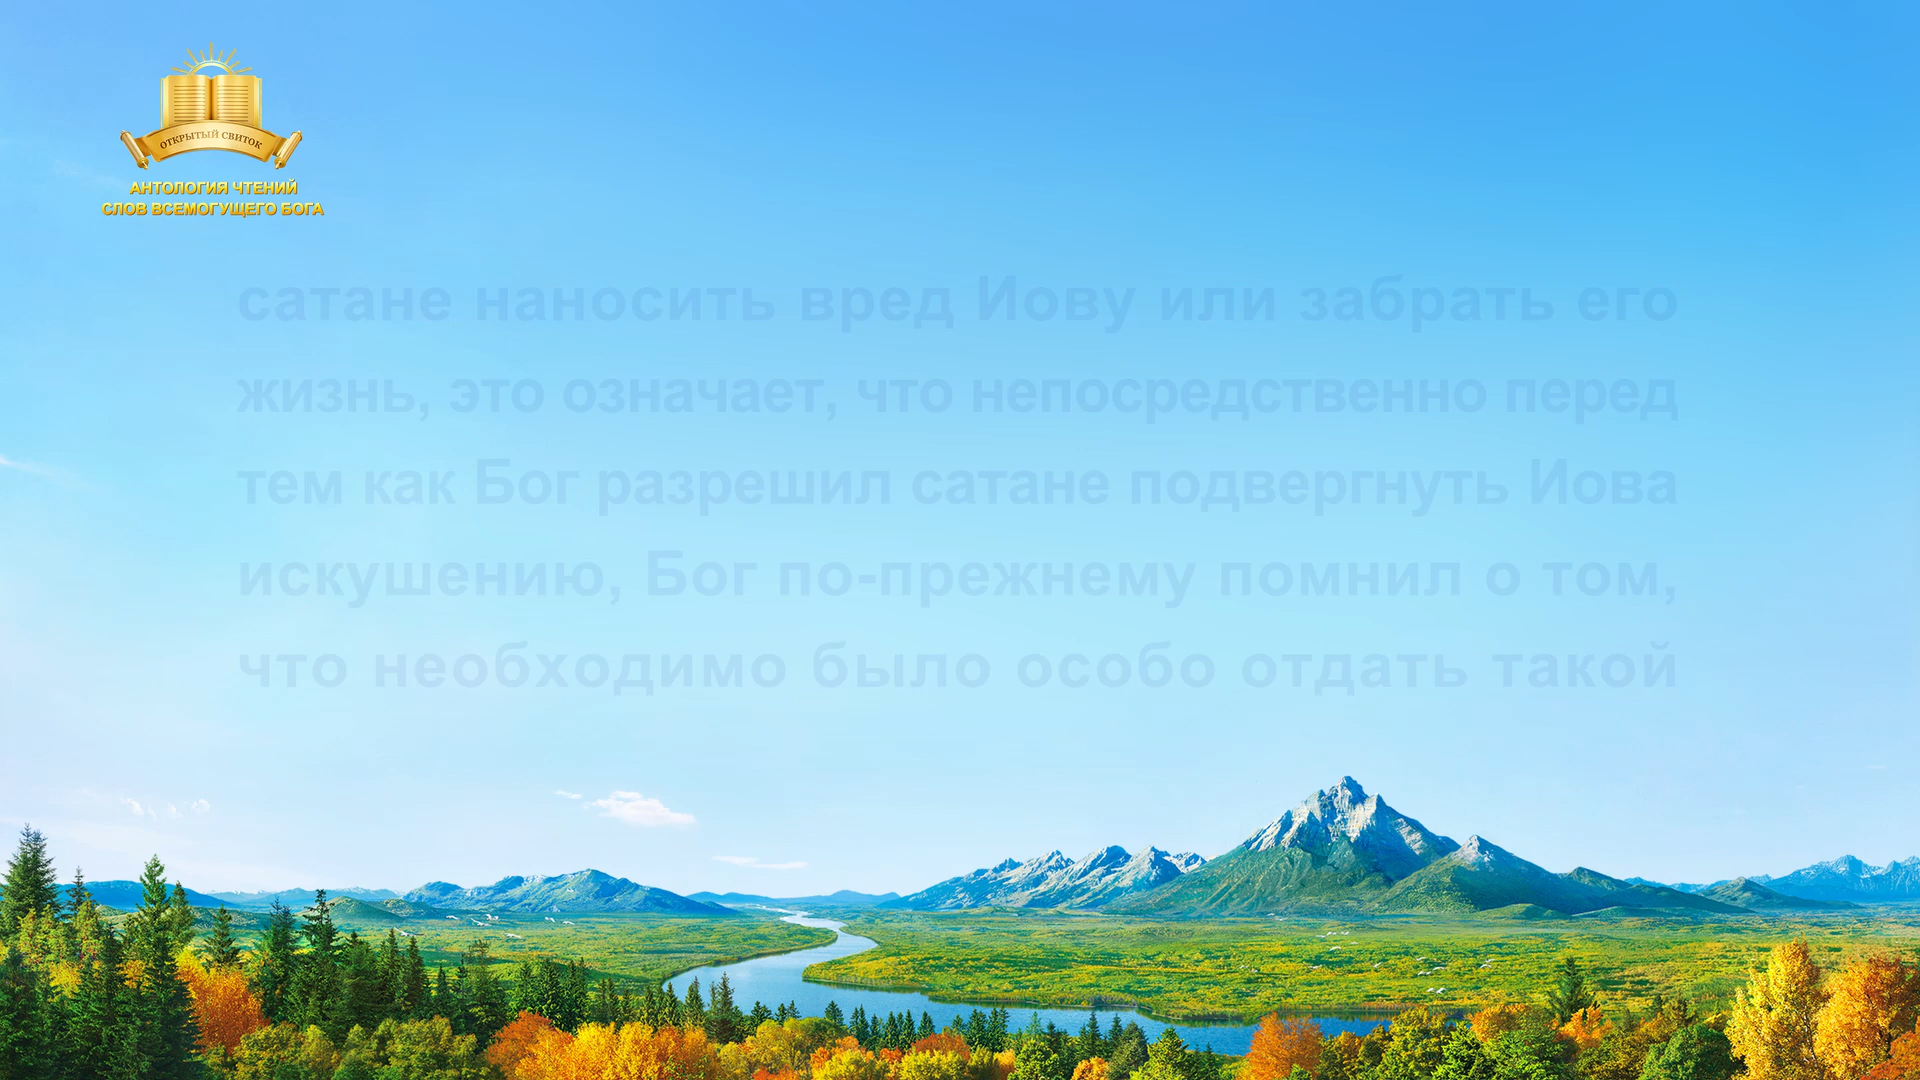 ОТКРЫТЫЙ СВИТОК
АНТОЛОГИЯ ЧТЕНИЙ
СЛОВ ВСЕМОГУЩЕГО БОГА
сатане наносить вред Иову или забрать его
жизнь, это означает, что непосредственно перед
тем как Бог разрешил сатане подвергнуть Иова
искушению, Бог по-прежнему помнил о том,
что необходимо было особо отдать такой